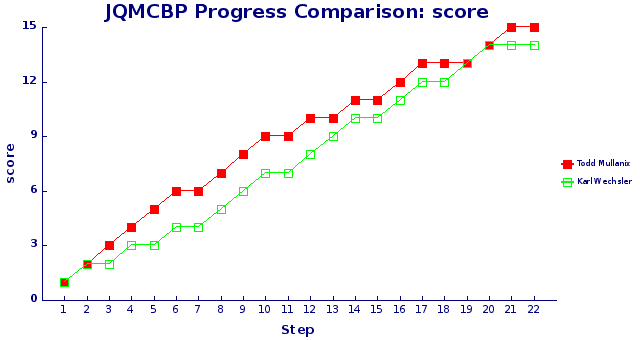 JQMCBP Progress Comparison: score
15
12
9
6
3
0
score
1 2 3 4 5 6 7 8 9 10 11 12 13 14 15 16 17 18 19 20 21 22
Step
Todd Mullanix
Karl Wechsler